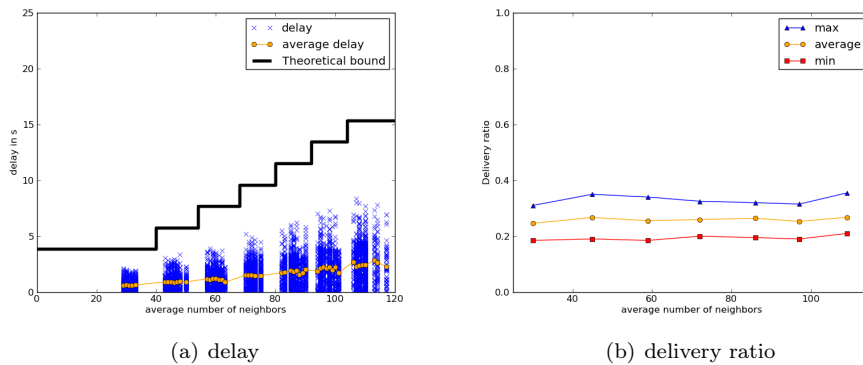 25
20
15
10
5
0
0
20
40
60
80
100
120
delay in s
average number of neighbors
delay
average delay
Theoretical bound
(a) delay
1.0
0.8
0.6
0.4
0.2
0.0
40
60
80
100
Delivery ratio
average number of neighbors
max
average
min
(b) delivery ratio